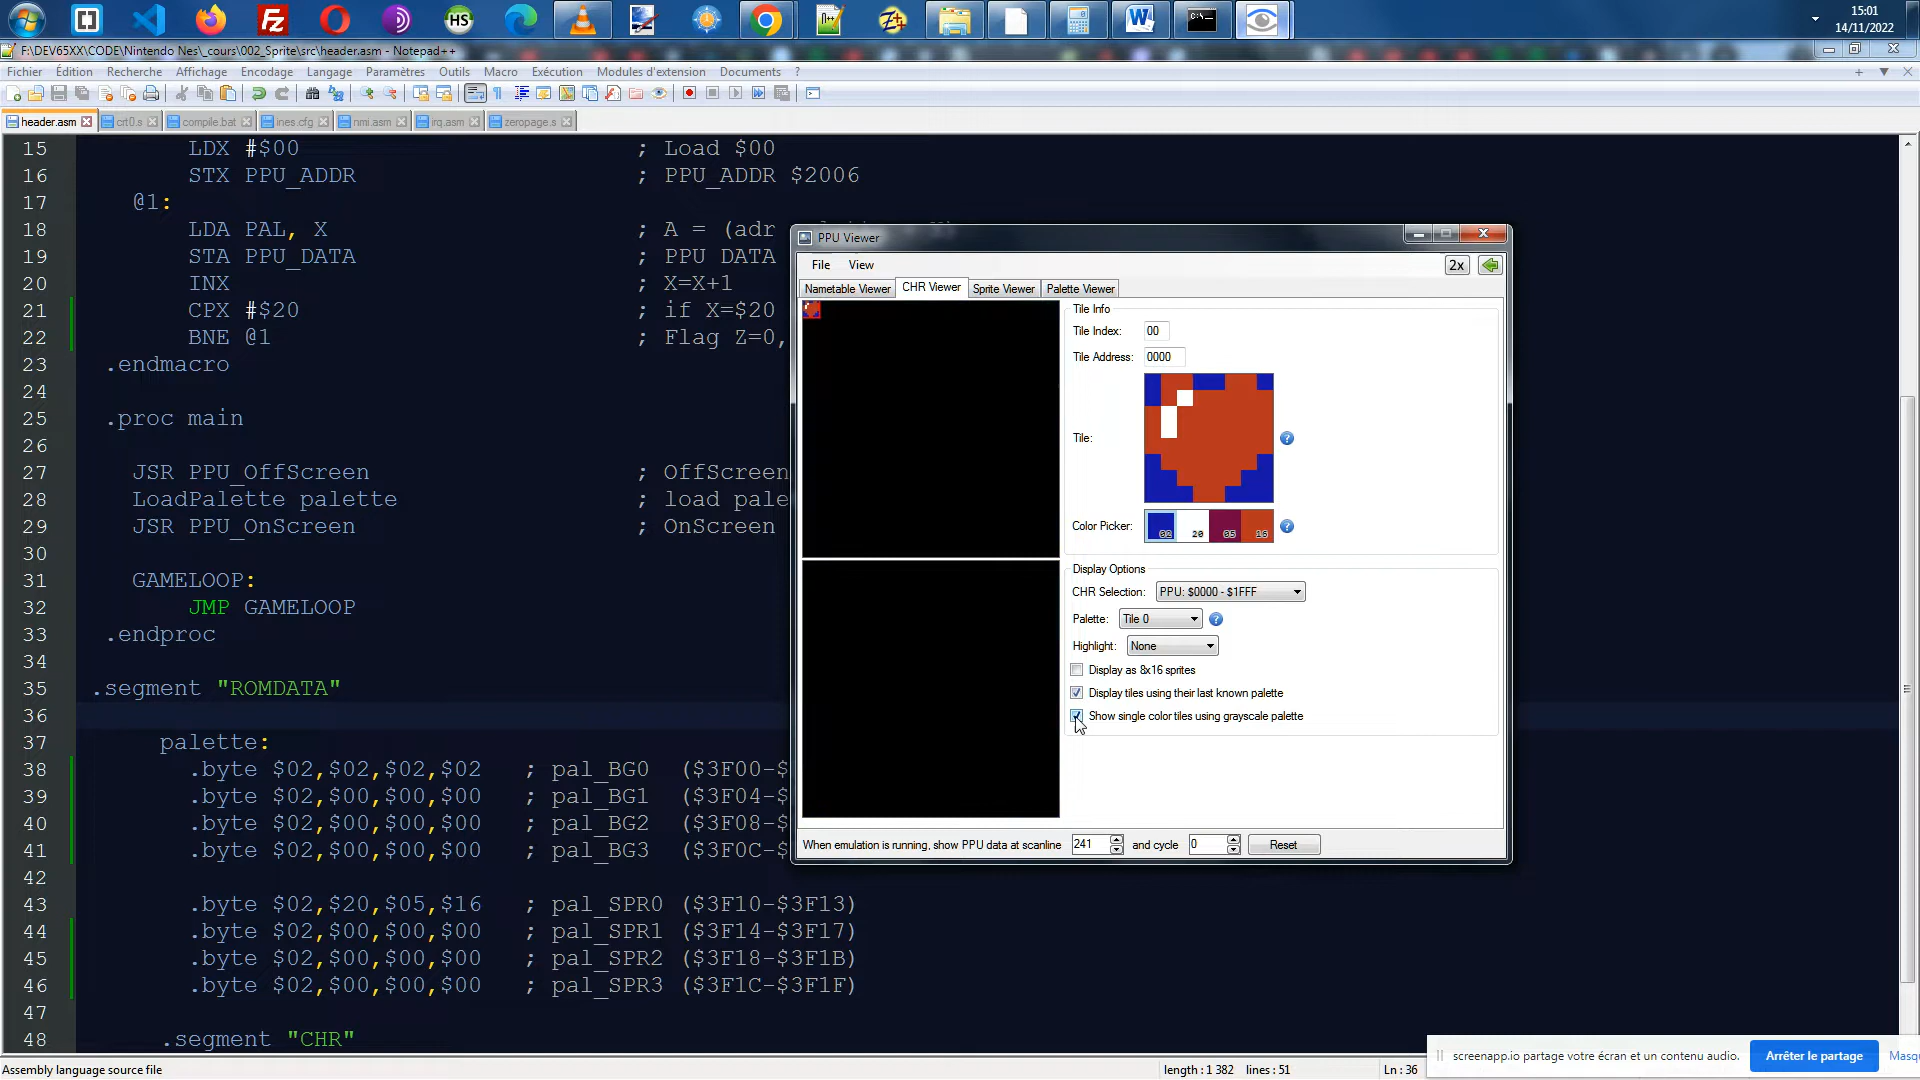 15:01
14/11/2022
F:\DEV65XX\CODE\Nintendo Nes\_cours\002_Sprite\src\header.asm - Notepad++
Fichier Édition Recherche Affichage Encodage Langage Paramètres Outils Macro Exécution Modules d'extension Documents ?
header.asm crt0.s compile.bat ines.cfg nmi.asm irq.asm zeropage.s
15 LDX #$00 ; Load $00
16 STX PPU_ADDR ; PPU_ADDR $2006
17 @1:
18 LDA PAL, X ; A = (adr
19 STA PPU_DATA ; PPU DATA
20 INX ; X=X+1
21 CPX #$20 ; if X=$20
22 BNE @1 ; Flag Z=0,
23 .endmacro
24
25 .proc main
26
27 JSR PPU_OffScreen ; OffScreen
28 LoadPalette palette ; load pale
29 JSR PPU_OnScreen ; OnScreen
30
31 GAMELOOP:
32 JMP GAMELOOP
33 .endproc
34
35 .segment "ROMDATA"
36
37 palette:
38 .byte $02,$02,$02,$02 ; pal_BG0 ($3F00-$
39 .byte $02,$00,$00,$00 ; pal_BG1 ($3F04-$
40 .byte $02,$00,$00,$00 ; pal_BG2 ($3F08-$
41 .byte $02,$00,$00,$00 ; pal_BG3 ($3F0C-$
42
43 .byte $02,$20,$05,$16 ; pal_SPR0 ($3F10-$3F13)
44 .byte $02,$00,$00,$00 ; pal_SPR1 ($3F14-$3F17)
45 .byte $02,$00,$00,$00 ; pal_SPR2 ($3F18-$3F1B)
46 .byte $02,$00,$00,$00 ; pal_SPR3 ($3F1C-$3F1F)
47
48 .segment "CHR"
PPU Viewer
File View 2x
Nametable Viewer CHR Viewer Sprite Viewer Palette Viewer
Tile Info
Tile Index: 00
Tile Address: 0000
Tile:
Color Picker: 02 20 05 16
Display Options
CHR Selection: PPU: $0000 - $1FFF
Palette: Tile 0
Highlight: None
Display as 8x16 sprites
Display tiles using their last known palette
Show single color tiles using grayscale palette
When emulation is running, show PPU data at scanline 241 and cycle 0 Reset
screenapp.io partage votre écran et un contenu audio. Arrêter le partage Masq
Assembly language source file length : 1 382 lines : 51 Ln : 36